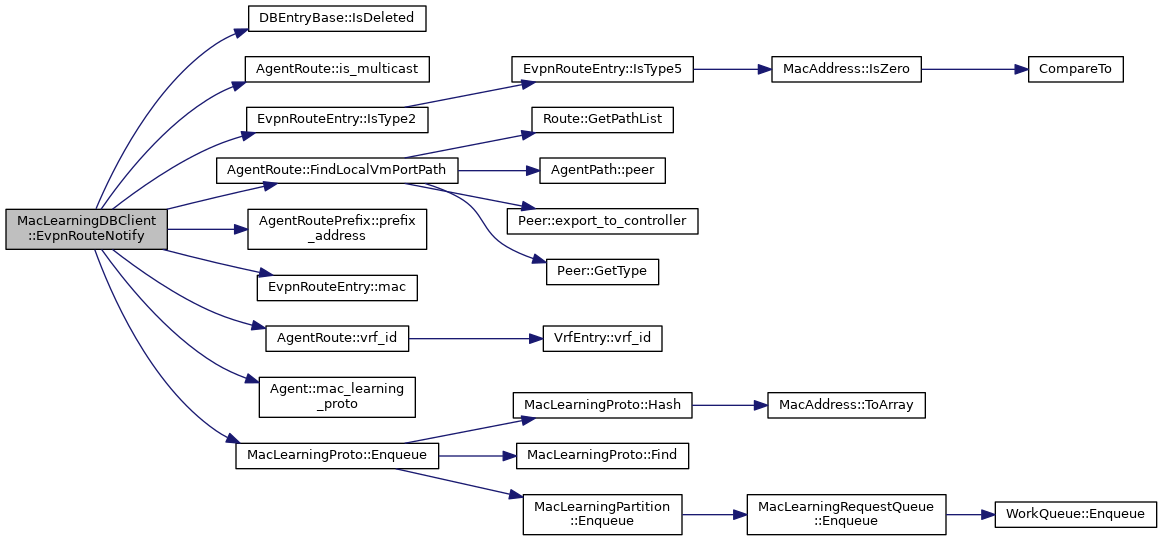 MacLearningDBClient
::EvpnRouteNotify
DBEntryBase::IsDeleted
AgentRoute::is_multicast
EvpnRouteEntry::IsType2
EvpnRouteEntry::IsType5
MacAddress::IsZero
CompareTo
AgentRoute::FindLocalVmPortPath
Route::GetPathList
AgentPath::peer
Peer::export_to_controller
Peer::GetType
AgentRoutePrefix::prefix
_address
EvpnRouteEntry::mac
AgentRoute::vrf_id
VrfEntry::vrf_id
Agent::mac_learning
_proto
MacLearningProto::Enqueue
MacLearningProto::Hash
MacAddress::ToArray
MacLearningProto::Find
MacLearningPartition
::Enqueue
MacLearningRequestQueue
::Enqueue
WorkQueue::Enqueue